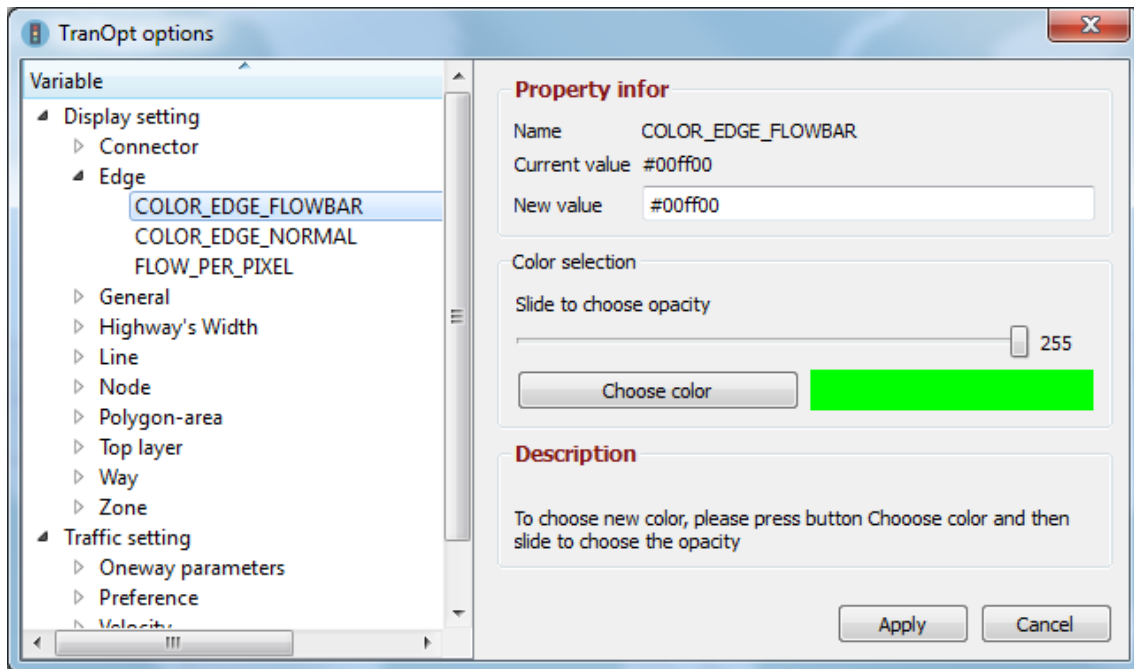 TranOpt options
Variable
Display setting
Connector
Edge
COLOR_EDGE_FLOWBAR
COLOR_EDGE_NORMAL
FLOW_PER_PIXEL
General
Highway's Width
Line
Node
Polygon-area
Top layer
Way
Zone
Traffic setting
Oneway parameters
Preference
Velocity
Property infor
Name COLOR_EDGE_FLOWBAR
Current value #00ff00
New value #00ff00
Color selection
Slide to choose opacity
255
Choose color
Description
To choose new color, please press button Chooose color and then
slide to choose the opacity
Apply Cancel